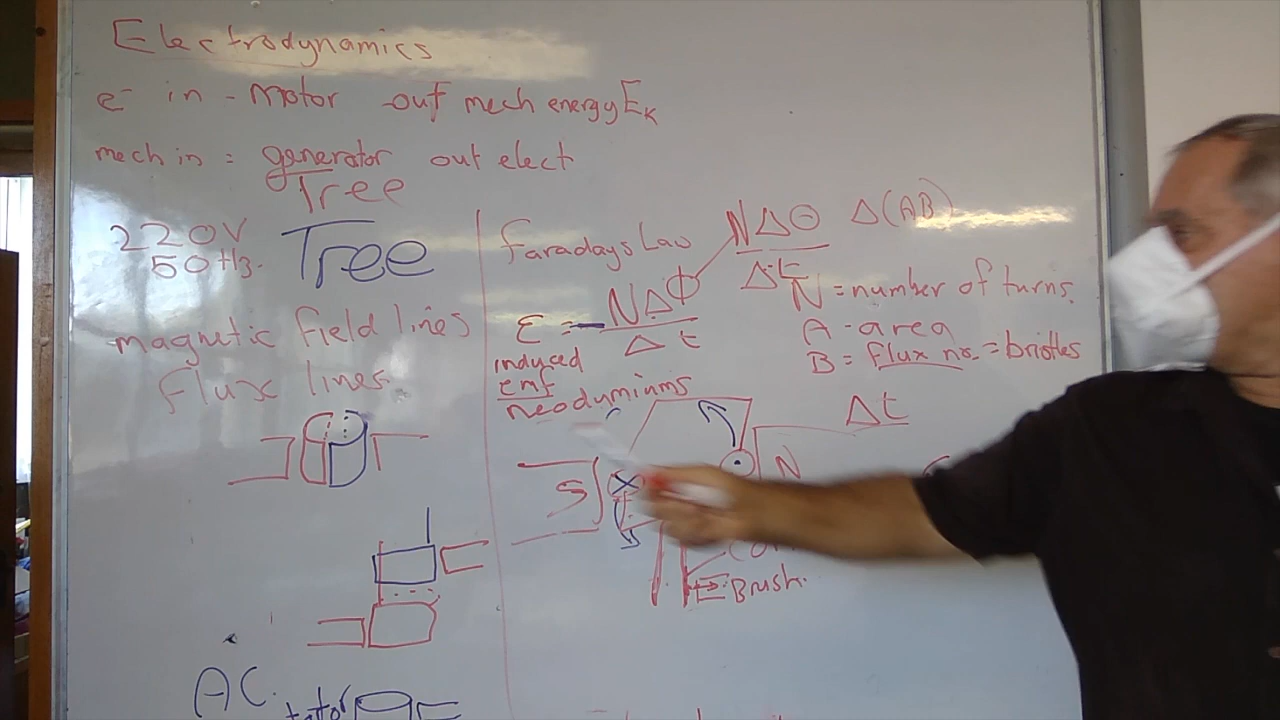 Electrodynamics
e⁻ in - motor - out mech energy Eₖ
mech in = generator out elect
Tree
220V
50Hz.
Tree
magnetic field lines
flux lines.
AC.
Faradays Law
ε = - NΔΦ
Δt
induced
emf
neodymiums
NΔΘ Δ(AB)
Δt
N = number of turns.
A - area
B = flux no. = bristles
Δt
S
N
Brush.